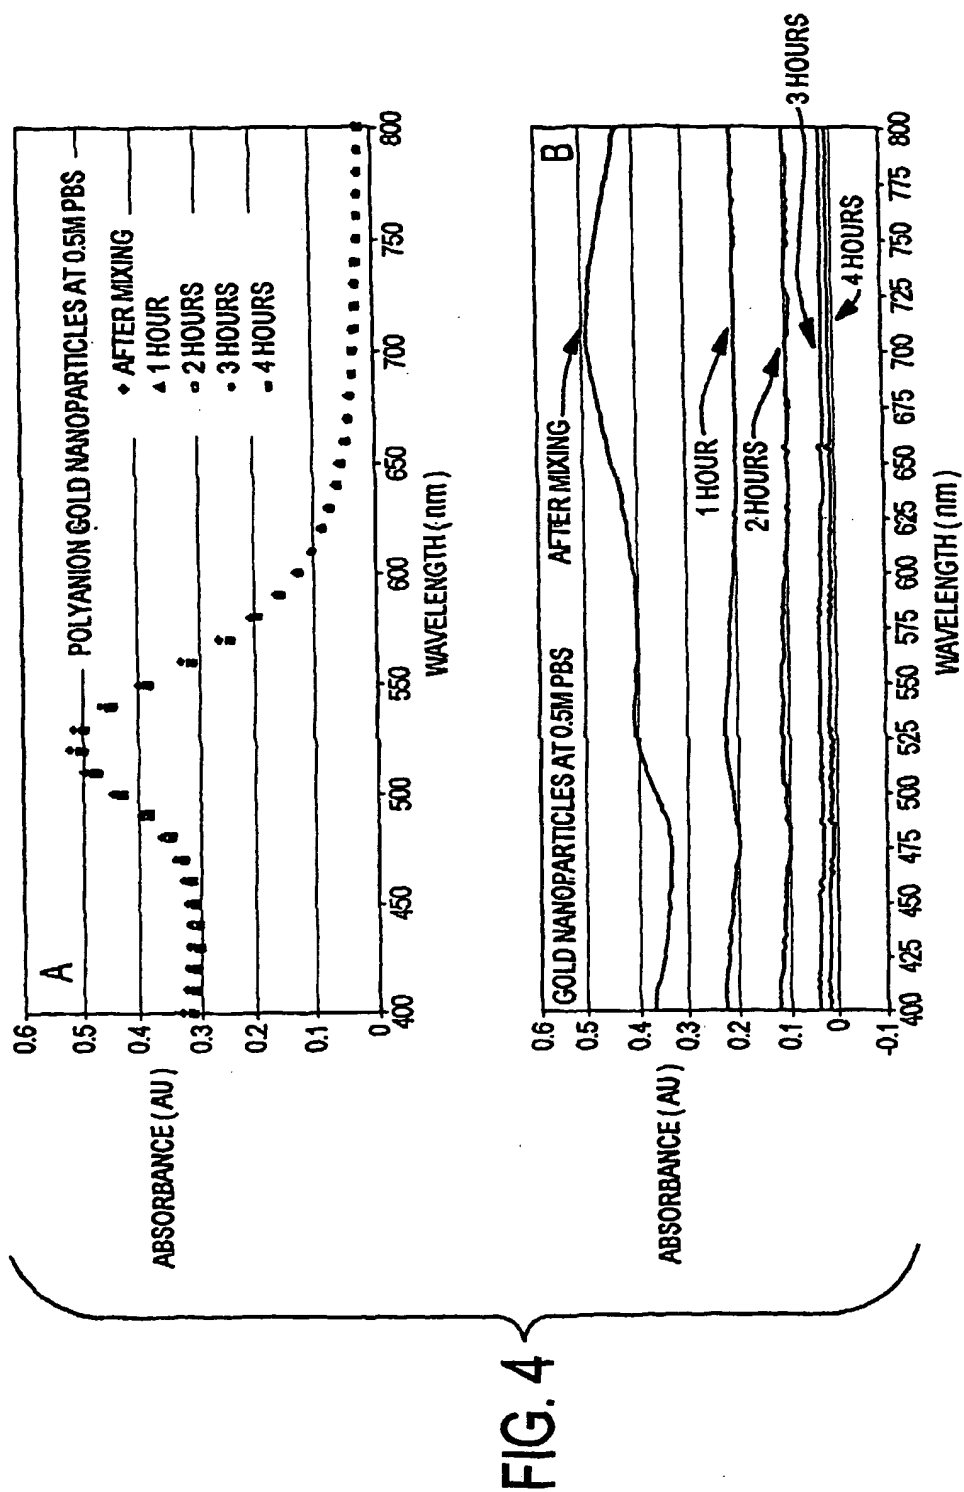 FIG. 4
A
POLYANION GOLD NANOPARTICLES AT 0.5M PBS
AFTER MIXING
1 HOUR
2 HOURS
3 HOURS
4 HOURS
ABSORBANCE (AU)
0.6
0.5
0.4
0.3
0.2
0.1
0
400
450
500
550
600
650
700
750
800
WAVELENGTH (nm)
B
GOLD NANOPARTICLES AT 0.5M PBS
AFTER MIXING
1 HOUR
2 HOURS
3 HOURS
4 HOURS
ABSORBANCE (AU)
0.6
0.5
0.4
0.3
0.2
0.1
0
-0.1
400
425
450
475
500
525
550
575
600
625
650
675
700
725
750
775
800
WAVELENGTH (nm)